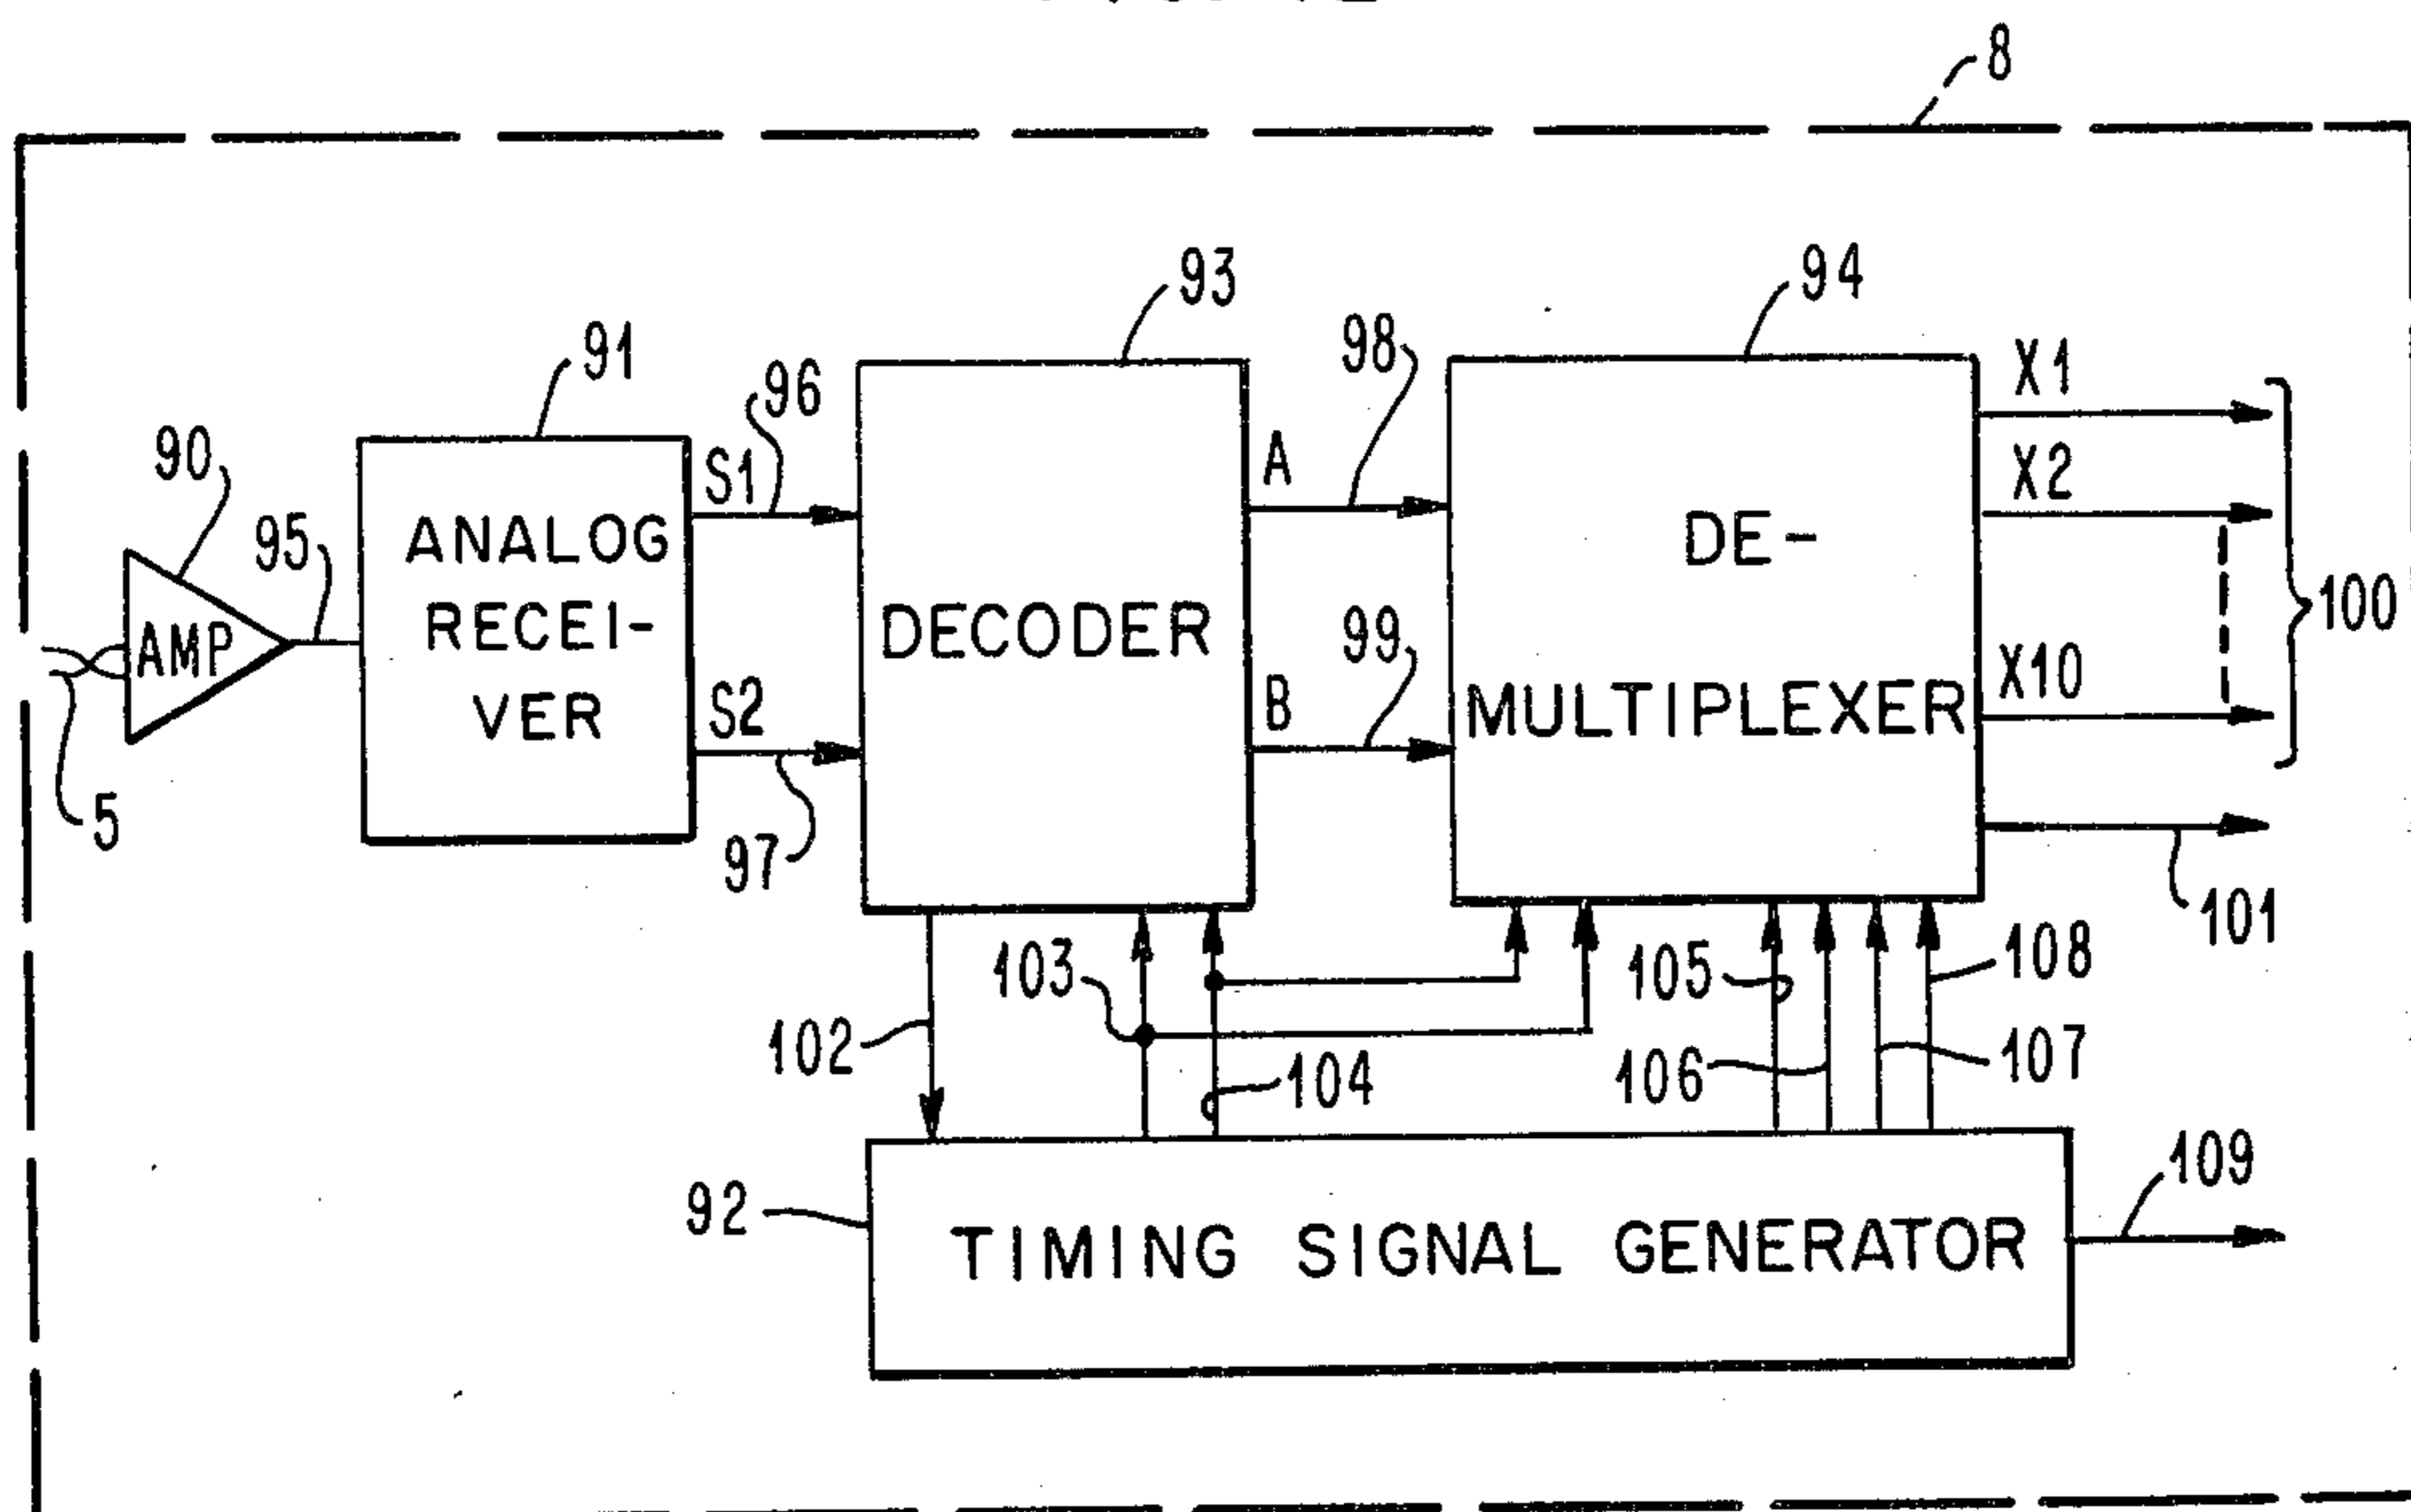 8
93
94
91
98
X1
96
90
S1
A
X2
95
ANALOG
DE-
100
AMP
RECEI-
DECODER
99
X10
VER
S2
B
MULTIPLEXER
5
97
101
103
105
108
102
104
106
107
109
92
TIMING SIGNAL GENERATOR